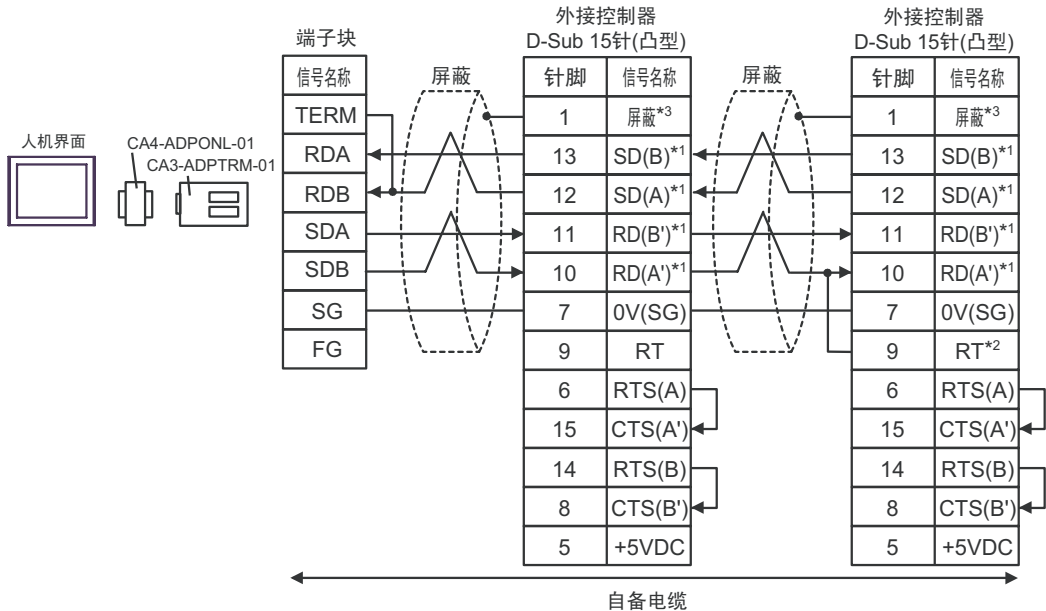 人机界面
CA4-ADPONL-01
CA3-ADPTRM-01
端子块
信号名称
TERM
RDA
RDB
SDA
SDB
SG
FG
屏蔽
外接控制器
D-Sub 15针(凸型)
针脚 信号名称
1 屏蔽*3
13 SD(B)*1
12 SD(A)*1
11 RD(B')*1
10 RD(A')*1
7 0V(SG)
9 RT
6 RTS(A)
15 CTS(A')
14 RTS(B)
8 CTS(B')
5 +5VDC
屏蔽
外接控制器
D-Sub 15针(凸型)
针脚 信号名称
1 屏蔽*3
13 SD(B)*1
12 SD(A)*1
11 RD(B')*1
10 RD(A')*1
7 0V(SG)
9 RT*2
6 RTS(A)
15 CTS(A')
14 RTS(B)
8 CTS(B')
5 +5VDC
自备电缆